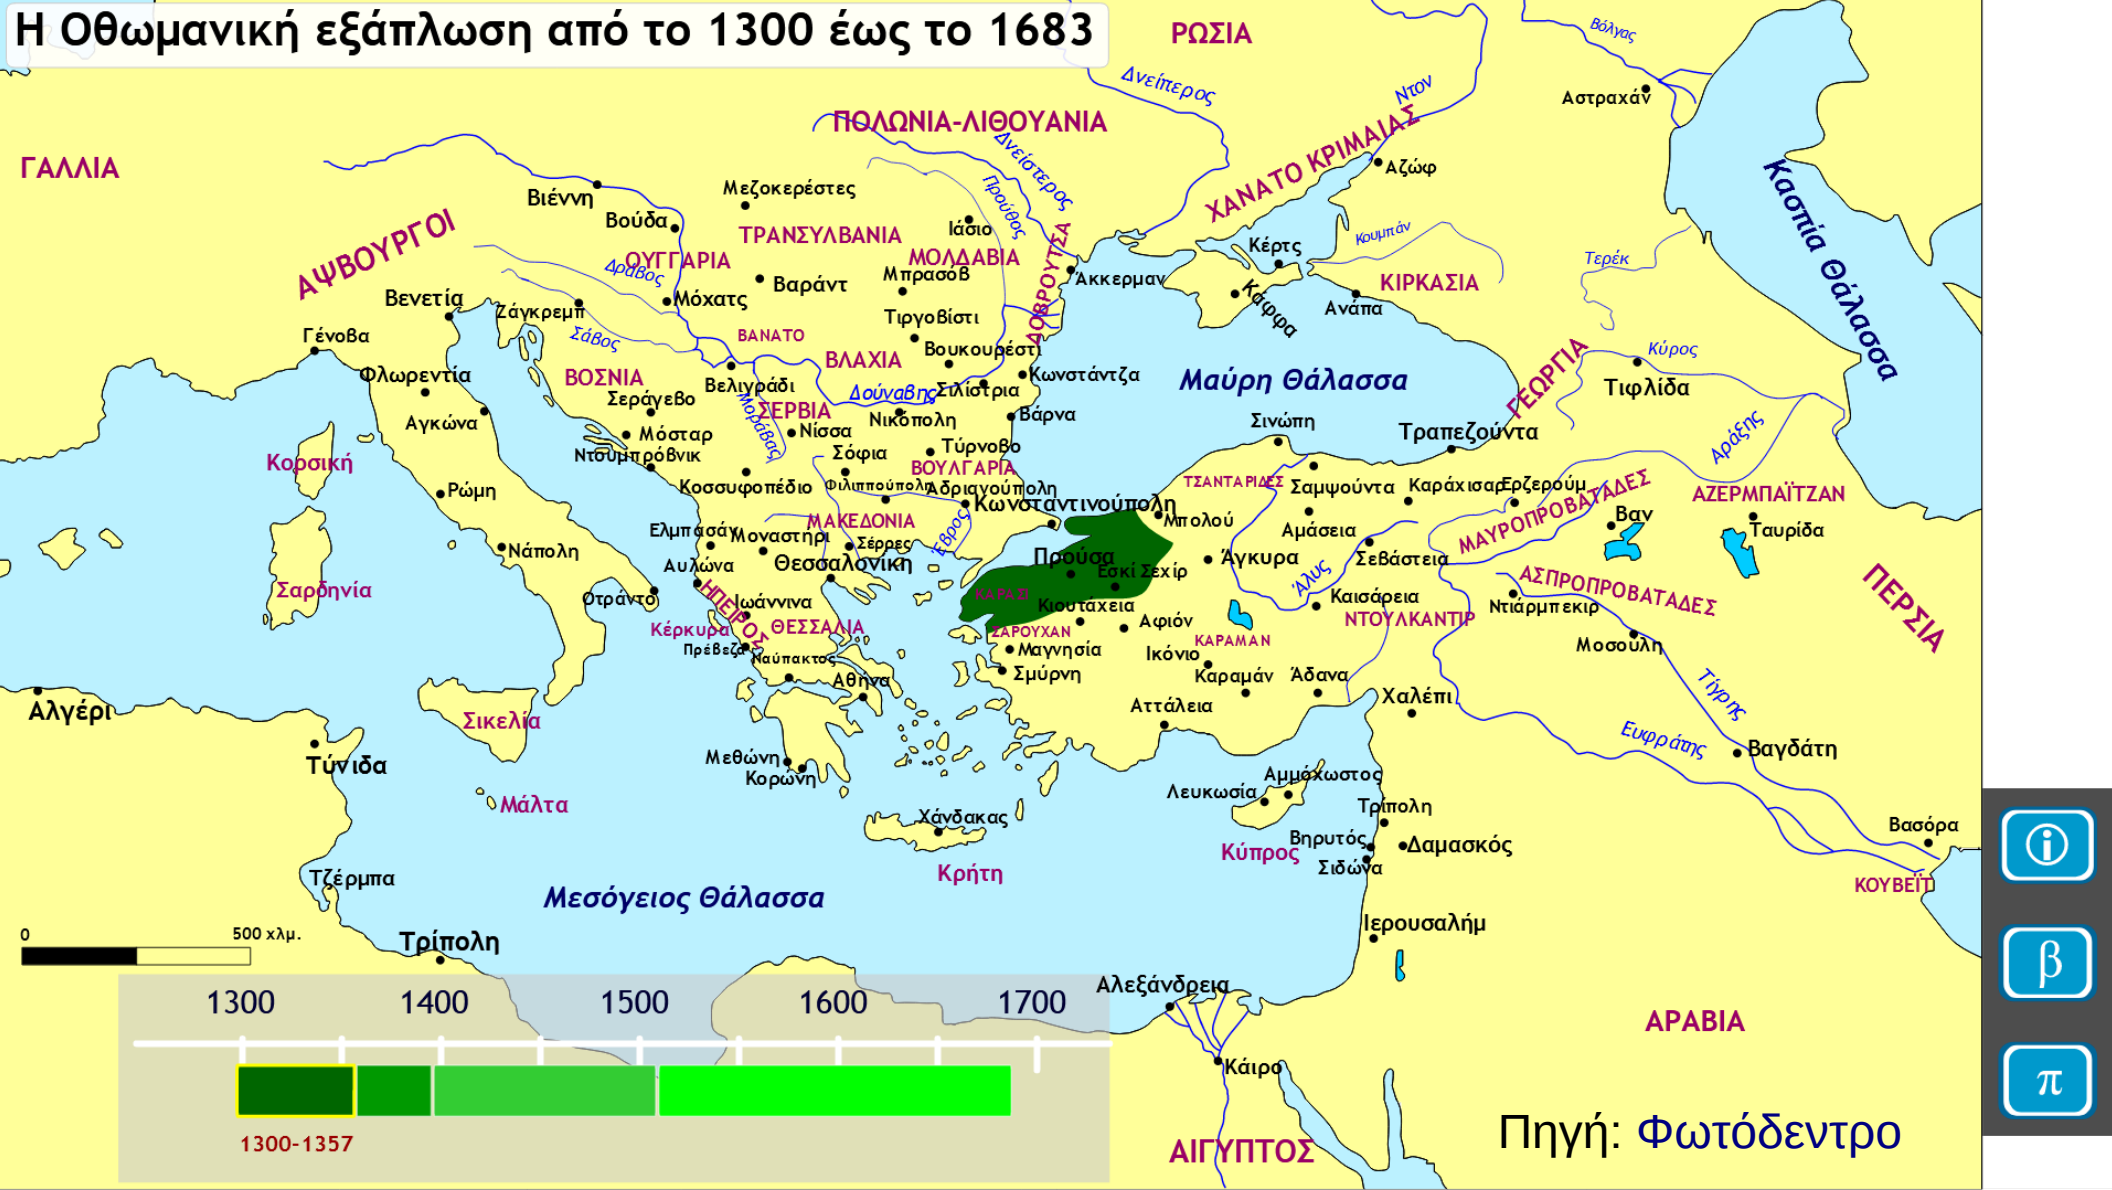 Η Οθωμανική εξάπλωση από το 1300 έως το 1683
ΡΩΣΙΑ
Βόλγας
Δνείπερος
Ντον
Αστραχάν
ΠΟΛΩΝΙΑ-ΛΙΘΟΥΑΝΙΑ
Δνείστερος
ΧΑΝΑΤΟ ΚΡΙΜΑΙΑΣ
Αζώφ
ΓΑΛΛΙΑ
Κασπία Θάλασσα
Βιέννη
Μεζοκερέστες
Προύθος
Βούδα
Ιάσιο
ΑΨΒΟΥΡΓΟΙ
ΤΡΑΝΣΥΛΒΑΝΙΑ
ΟΥΓΓΑΡΙΑ
ΜΟΛΔΑΒΙΑ
ΔΟΒΡΟΥΤΣΑ
Κέρτς
Κουμπάν
Τερέκ
Δράβος
Μπρασόβ
Άκκερμαν
ΚΙΡΚΑΣΙΑ
Βαράντ
Βενετία
Μόχατς
Ζάγκρεμπ
Κάφφα
Ανάπα
Τιργοβίστι
Γένοβα
Σάβος
ΒΑΝΑΤΟ
Βουκουρέστι
ΒΛΑΧΙΑ
Κύρος
ΓΕΩΡΓΙΑ
Φλωρεντία
ΒΟΣΝΙΑ
Βελιγράδι
Κωνστάντζα
Μαύρη Θάλασσα
Τιφλίδα
Σεράγεβο
Δούναβης
Σιλίστρια
Μοράβας
ΣΕΡΒΙΑ
Νικόπολη
Βάρνα
Σινώπη
Αγκώνα
Μόσταρ
Νίσσα
Τραπεζούντα
Αράξης
Τύρνοβο
Ντουμπρόβνικ
Σόφια
ΒΟΥΛΓΑΡΙΑ
Κορσική
Ρώμη
Κοσσυφοπέδιο
Φιλιππούπολη
Αδριανούπολη
ΤΣΑΝΤΑΡΙΔΕΣ
Σαμψούντα
Καράχισαρ
Ερζερούμ
ΑΖΕΡΜΠΑΪΤΖΑΝ
Κωνσταντινούπολη
ΜΑΥΡΟΠΡΟΒΑΤΑΔΕΣ
Βαν
Ελμπασάν
Μοναστήρι
ΜΑΚΕΔΟΝΙΑ
Σέρρες
Έβρος
Μπολού
Αμάσεια
Ταυρίδα
Νάπολη
Αυλώνα
Θεσσαλονίκη
Προύσα
Εσκί Σεχίρ
Άγκυρα
Σεβάστεια
Άλυς
ΑΣΠΡΟΠΡΟΒΑΤΑΔΕΣ
ΠΕΡΣΙΑ
Σαρδηνία
Οτράντο
ΗΠΕΙΡΟΣ
Ιωάννινα
ΚΑΡΑΣΙ
Κιουτάχεια
Καισάρεια
Ντιάρμπεκιρ
Κέρκυρα
ΘΕΣΣΑΛΙΑ
ΣΑΡΟΥΧΑΝ
Αφιόν
ΚΑΡΑΜΑΝ
ΝΤΟΥΛΚΑΝΤΙΡ
Πρέβεζα
Ναύπακτος
Μαγνησία
Ικόνιο
Μοσούλη
Αθήνα
Σμύρνη
Καραμάν
Άδανα
Τίγρης
Αλγέρι
Σικελία
Αττάλεια
Χαλέπι
Ευφράτης
Βαγδάτη
Τύνιδα
Μεθώνη
Κορώνη
Αμμόχωστος
Λευκωσία
Μάλτα
Χάνδακας
Τρίπολη
Βασόρα
Κύπρος
Βηρυτός
Δαμασκός
Κρήτη
Σιδώνα
Τζέρμπα
ΚΟΥΒΕΪΤ
Μεσόγειος Θάλασσα
Ιερουσαλήμ
0 500 χλμ.
Τρίπολη
Αλεξάνδρεια
1300 1400 1500 1600 1700
ΑΡΑΒΙΑ
Κάιρο
1300-1357
ΑΙΓΥΠΤΟΣ
Πηγή: Φωτόδεντρο
i
β
π